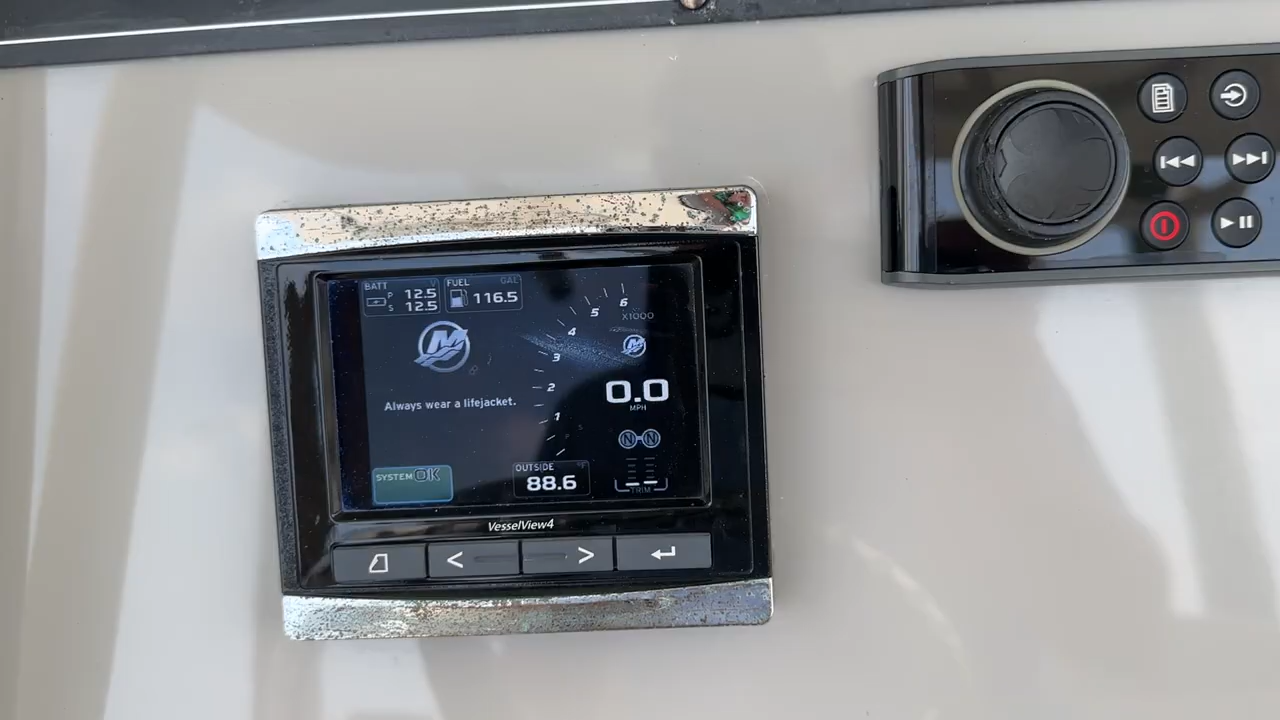 BATT V
P 12.5
S 12.5
FUEL GAL
116.5
6
5
X1000
4
3
2
1
M
M
Always wear a lifejacket.
0.0
MPH
N-N
SYSTEM OK
OUTSIDE °F
88.6
TRIM
VesselView4